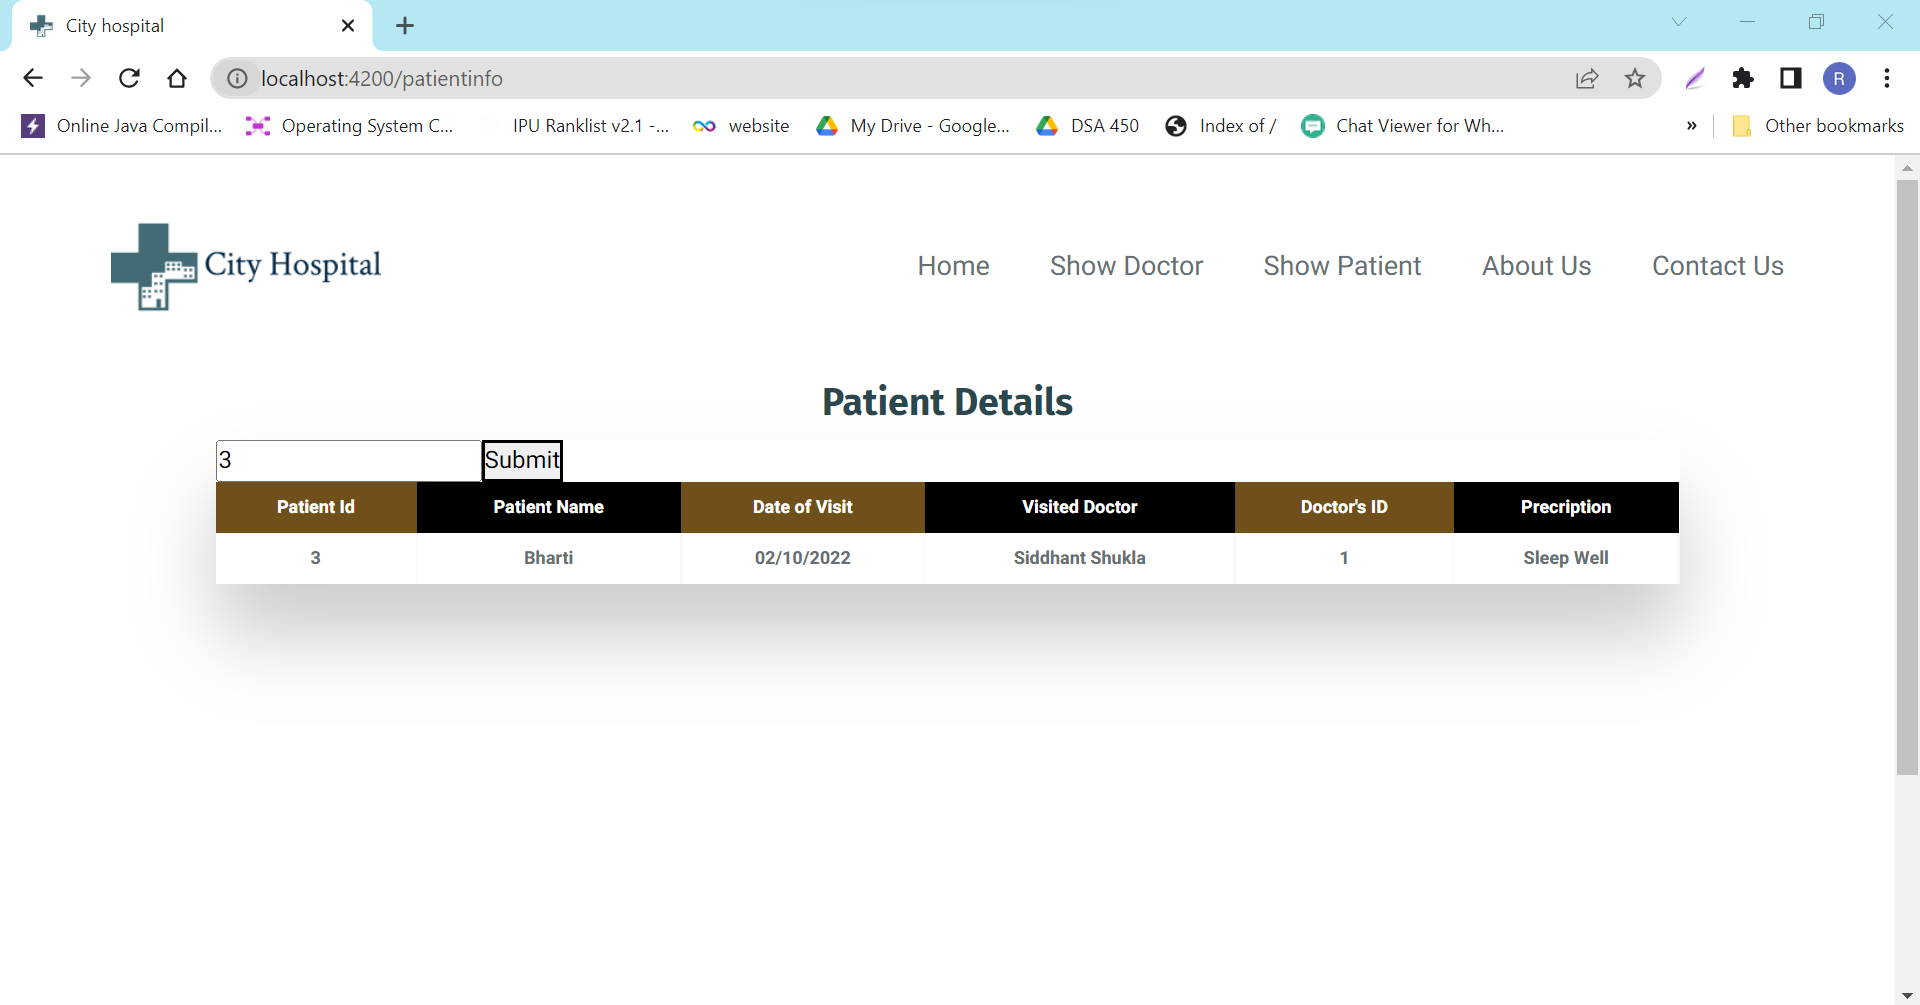 City hospital
localhost:4200/patientinfo
R
Online Java Compil... Operating System C... IPU Ranklist v2.1 -... website My Drive - Google... DSA 450 Index of / Chat Viewer for Wh... » Other bookmarks
City Hospital Home Show Doctor Show Patient About Us Contact Us
Patient Details
3 Submit
Patient Id Patient Name Date of Visit Visited Doctor Doctor's ID Precription
3 Bharti 02/10/2022 Siddhant Shukla 1 Sleep Well